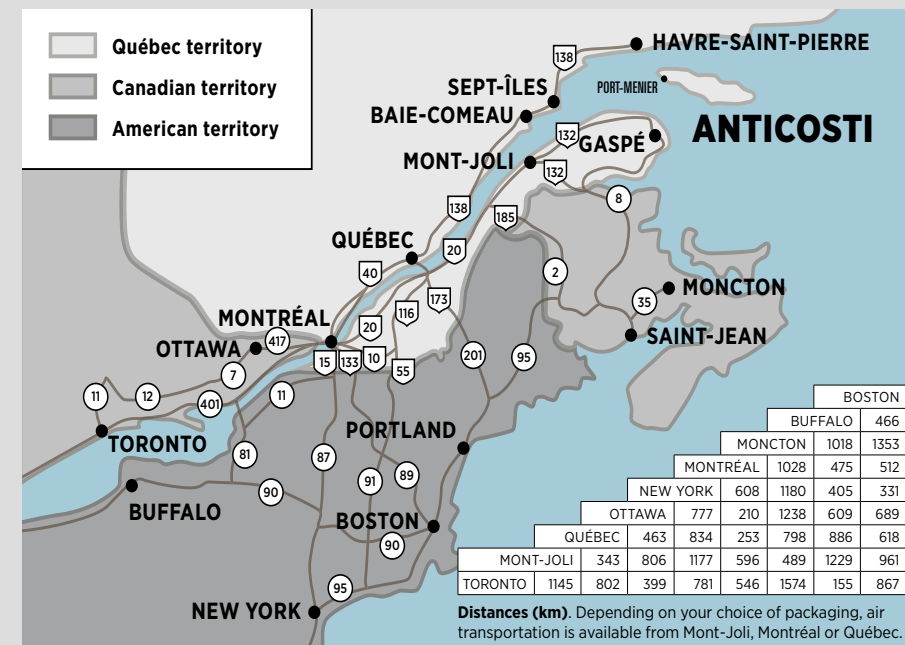 Québec territory
Canadian territory
American territory
HAVRE-SAINT-PIERRE
138
SEPT-ÎLES
PORT-MENIER
BAIE-COMEAU
ANTICOSTI
132
GASPÉ
MONT-JOLI
132
8
138
185
QUÉBEC
20
40
2
MONCTON
173
35
116
MONTRÉAL
20
SAINT-JEAN
417
OTTAWA
15
133
10
55
201
95
7
11
12
401
11
TORONTO
PORTLAND
81
87
89
91
90
BUFFALO
BOSTON
90
95
NEW YORK
BOSTON
BUFFALO 466
MONCTON 1018 1353
MONTRÉAL 1028 475 512
NEW YORK 608 1180 405 331
OTTAWA 777 210 1238 609 689
QUÉBEC 463 834 253 798 886 618
MONT-JOLI 343 806 1177 596 489 1229 961
TORONTO 1145 802 399 781 546 1574 155 867
Distances (km). Depending on your choice of packaging, air
transportation is available from Mont-Joli, Montréal or Québec.